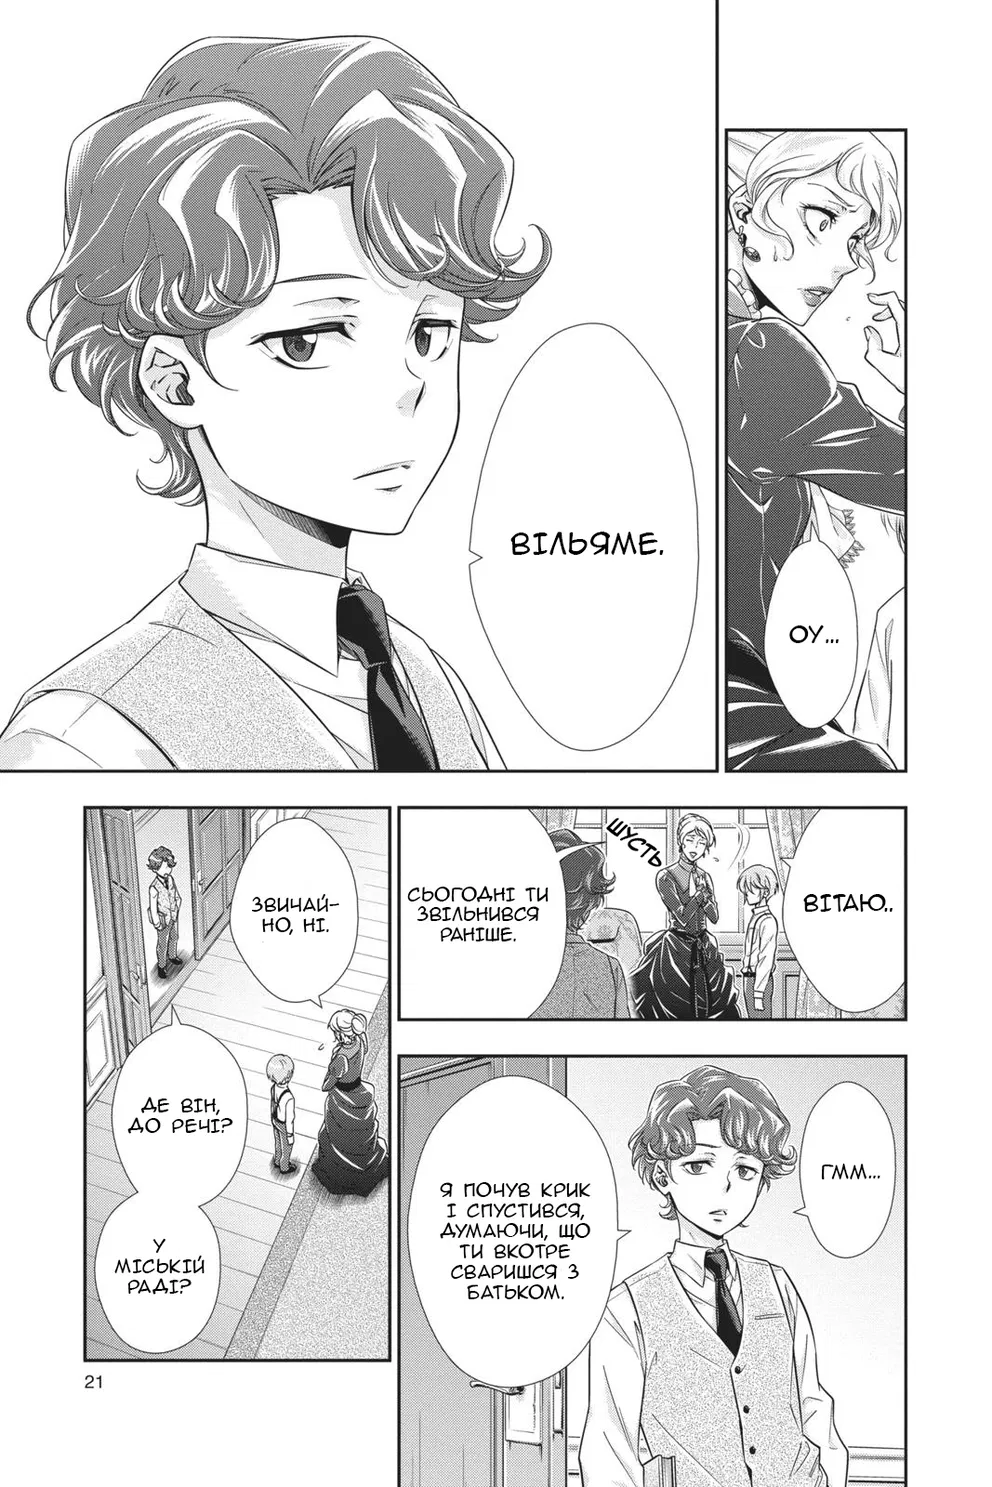 ОУ...
ВІЛЬЯМЕ.
ВІТАЮ..
ШУСТЬ
СЬОГОДНІ ТИ
ЗВІЛЬНИВСЯ
РАНІШЕ.
ГММ...
Я ПОЧУВ КРИК
І СПУСТИВСЯ,
ДУМАЮЧИ, ЩО
ТИ ВКОТРЕ
СВАРИШСЯ З
БАТЬКОМ.
ЗВИЧАЙ-
НО, НІ.
ДЕ ВІН,
ДО РЕЧІ?
У
МІСЬКІЙ
РАДІ?
21